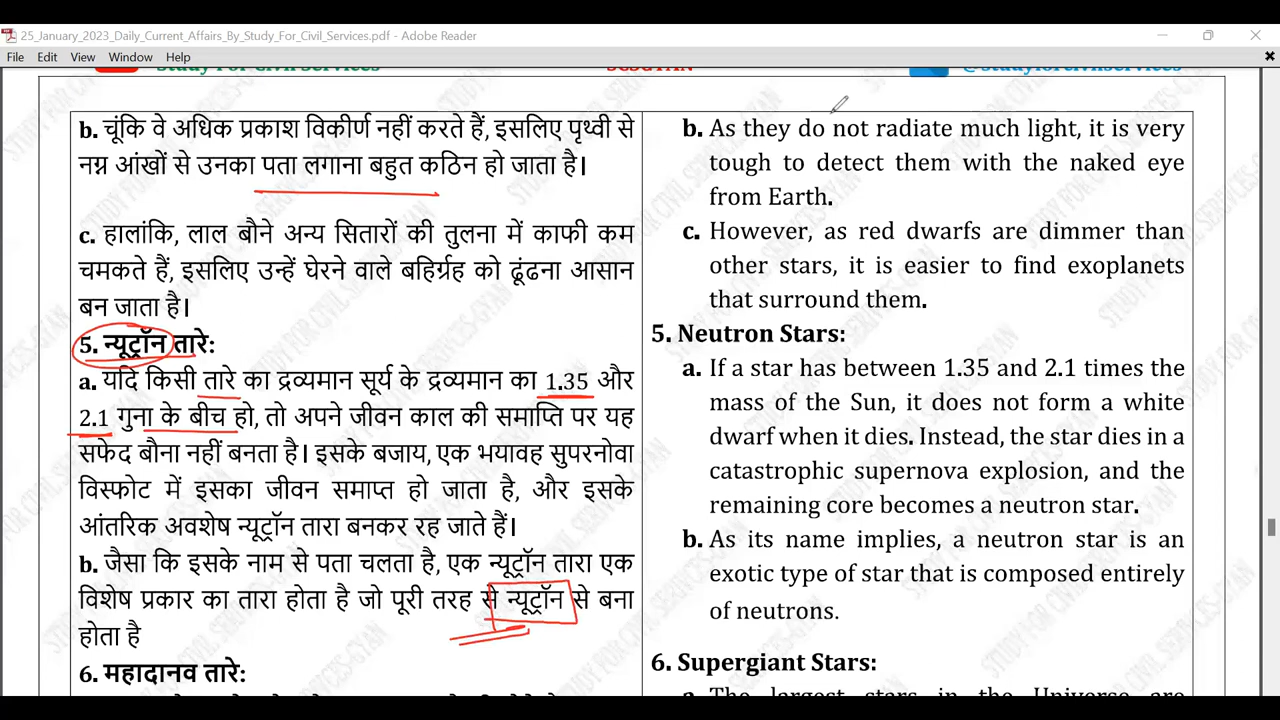 25_January_2023_Daily_Current_Affairs_By_Study_For_Civil_Services.pdf - Adobe Reader
File Edit View Window Help
b. चूंकि वे अधिक प्रकाश विकीर्ण नहीं करते हैं, इसलिए पृथ्वी से
नग्न आंखों से उनका पता लगाना बहुत कठिन हो जाता है।
c. हालांकि, लाल बौने अन्य सितारों की तुलना में काफी कम
चमकते हैं, इसलिए उन्हें घेरने वाले बहिर्ग्रह को ढूंढना आसान
बन जाता है।
5. न्यूट्रॉन तारे:
a. यदि किसी तारे का द्रव्यमान सूर्य के द्रव्यमान का 1.35 और
2.1 गुना के बीच हो, तो अपने जीवन काल की समाप्ति पर यह
सफेद बौना नहीं बनता है। इसके बजाय, एक भयावह सुपरनोवा
विस्फोट में इसका जीवन समाप्त हो जाता है, और इसके
आंतरिक अवशेष न्यूट्रॉन तारा बनकर रह जाते हैं।
b. जैसा कि इसके नाम से पता चलता है, एक न्यूट्रॉन तारा एक
विशेष प्रकार का तारा होता है जो पूरी तरह से न्यूट्रॉन से बना
होता है
6. महादानव तारे:
b. As they do not radiate much light, it is very
tough to detect them with the naked eye
from Earth.
c. However, as red dwarfs are dimmer than
other stars, it is easier to find exoplanets
that surround them.
5. Neutron Stars:
a. If a star has between 1.35 and 2.1 times the
mass of the Sun, it does not form a white
dwarf when it dies. Instead, the star dies in a
catastrophic supernova explosion, and the
remaining core becomes a neutron star.
b. As its name implies, a neutron star is an
exotic type of star that is composed entirely
of neutrons.
6. Supergiant Stars:
a. The largest stars in the Universe are